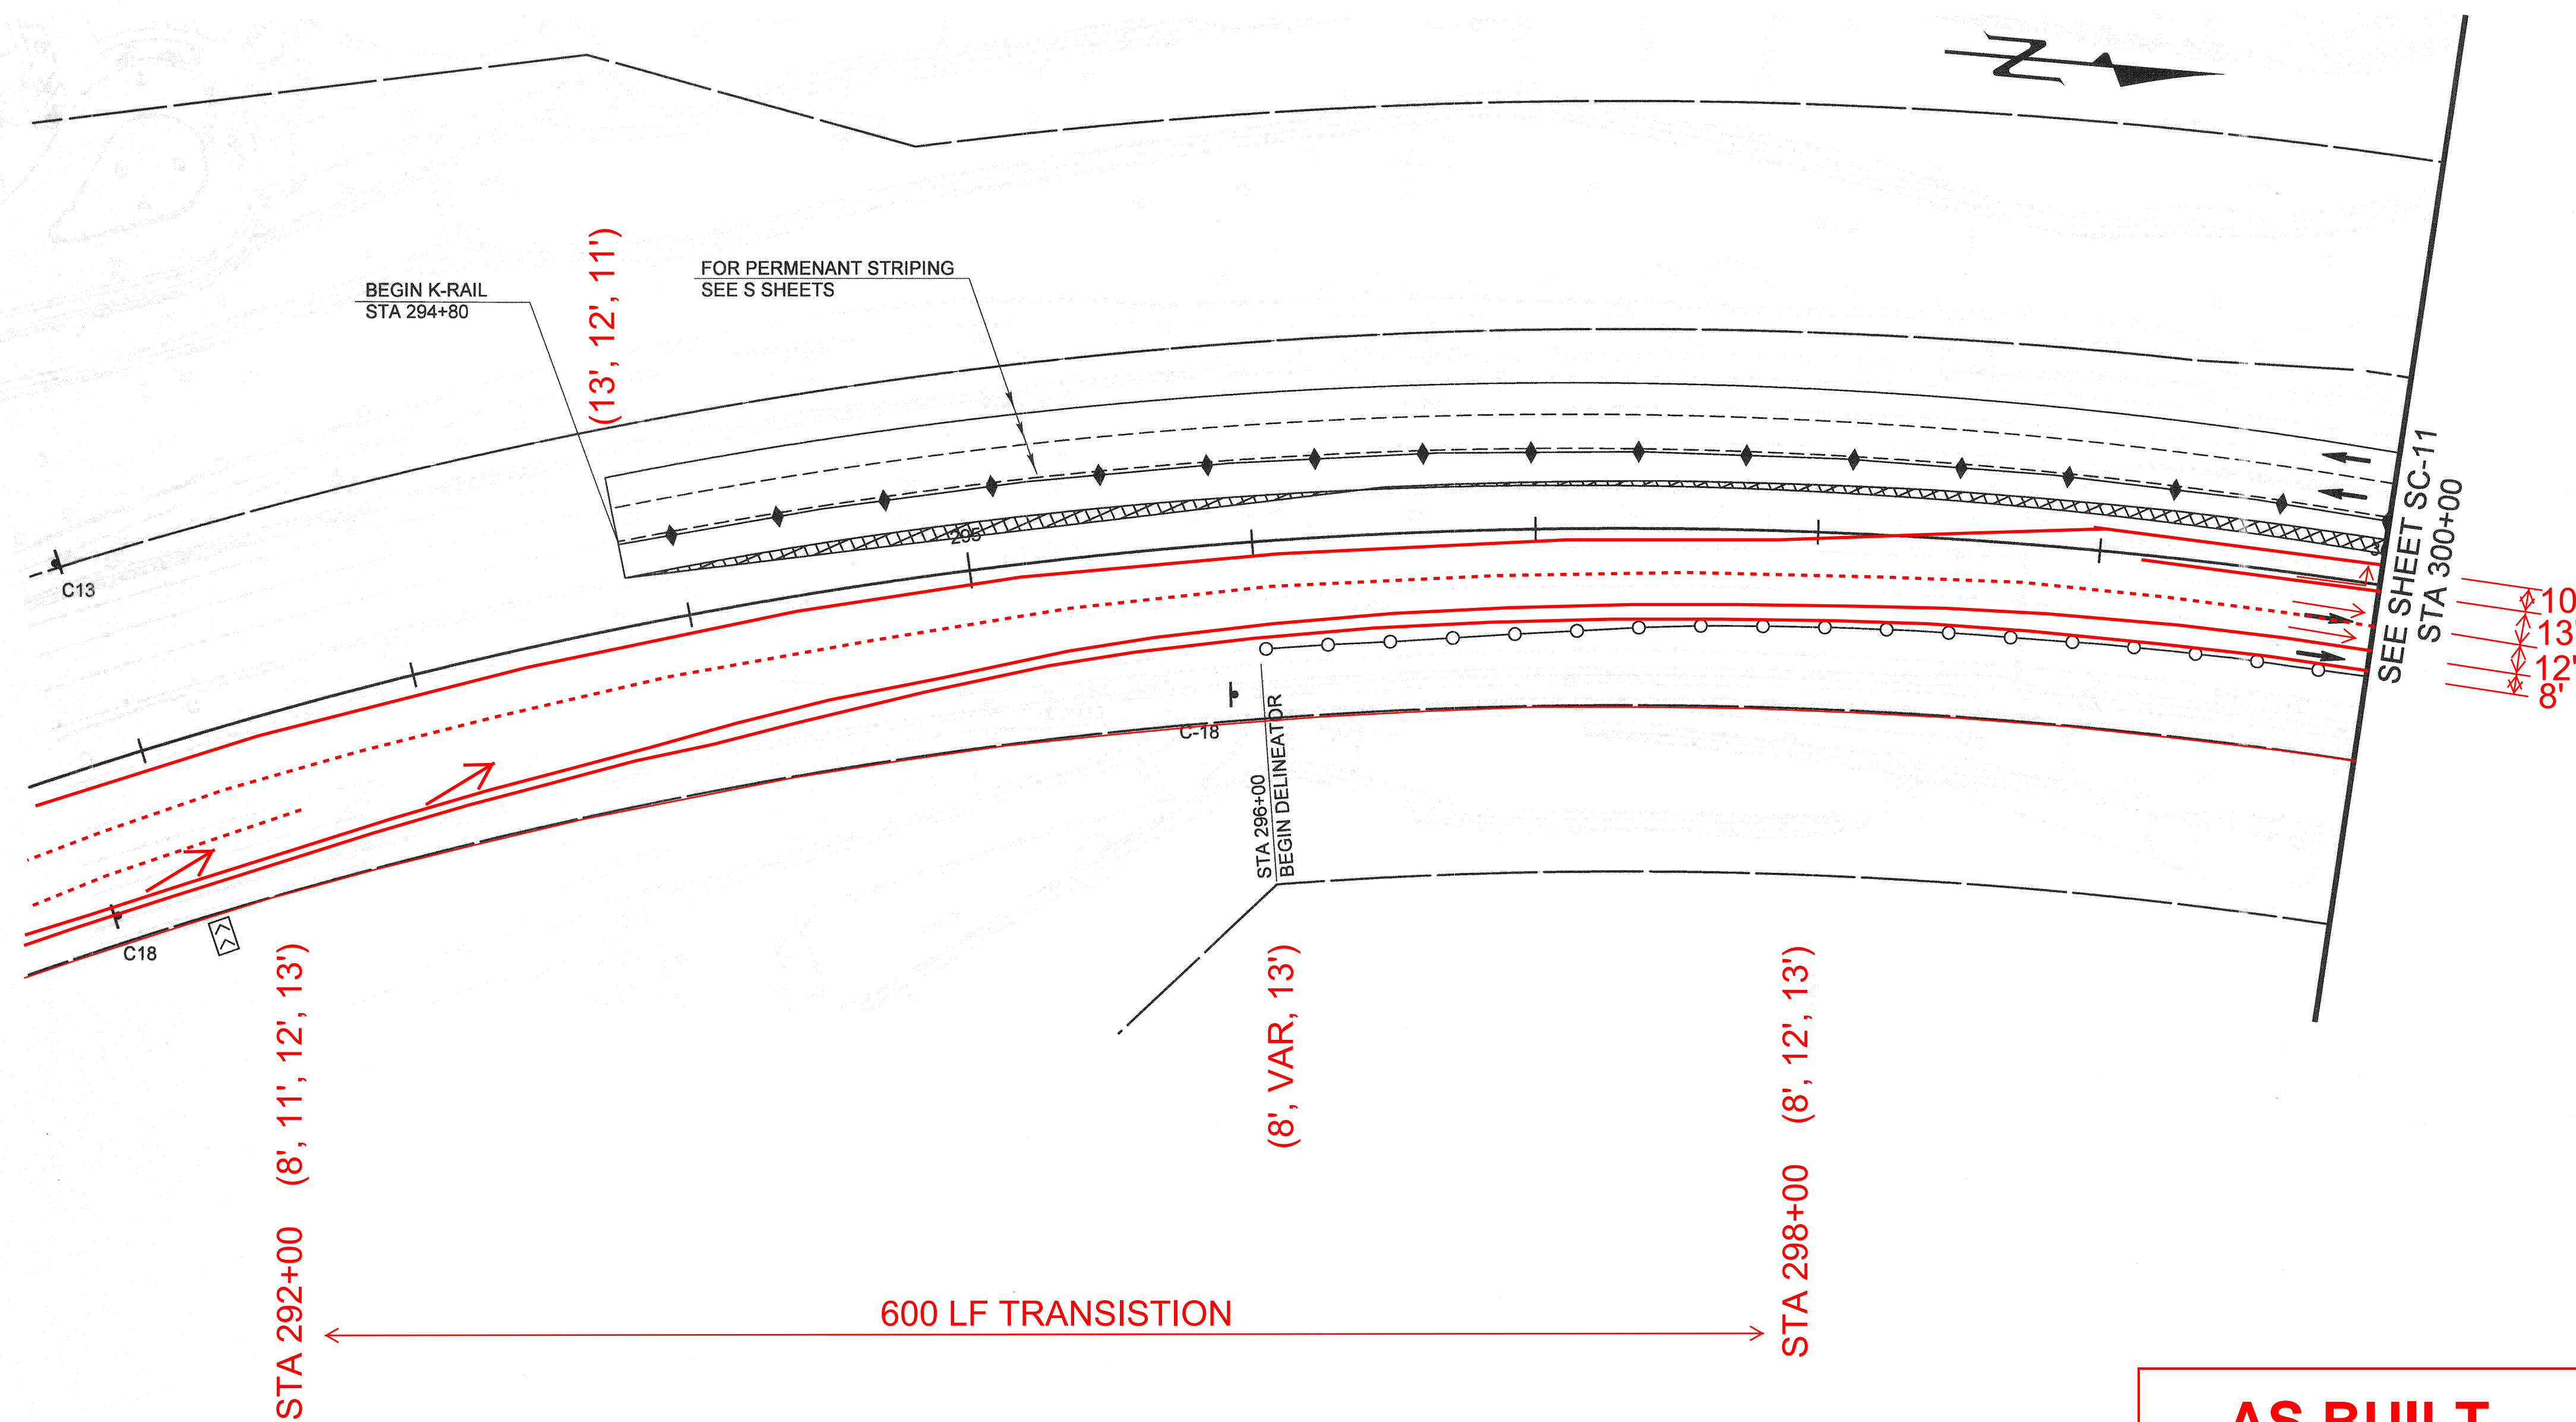 N
(13', 12', 11')
FOR PERMENANT STRIPING
SEE S SHEETS
BEGIN K-RAIL
STA 294+80
295
C13
SEE SHEET SC-11
STA 300+00
10
13'
12'
8'
C-18
STA 296+00
BEGIN DELINEATOR
C18
STA 292+00 (8', 11', 12', 13')
(8', VAR, 13')
STA 298+00 (8', 12', 13')
600 LF TRANSISTION
AS BUILT